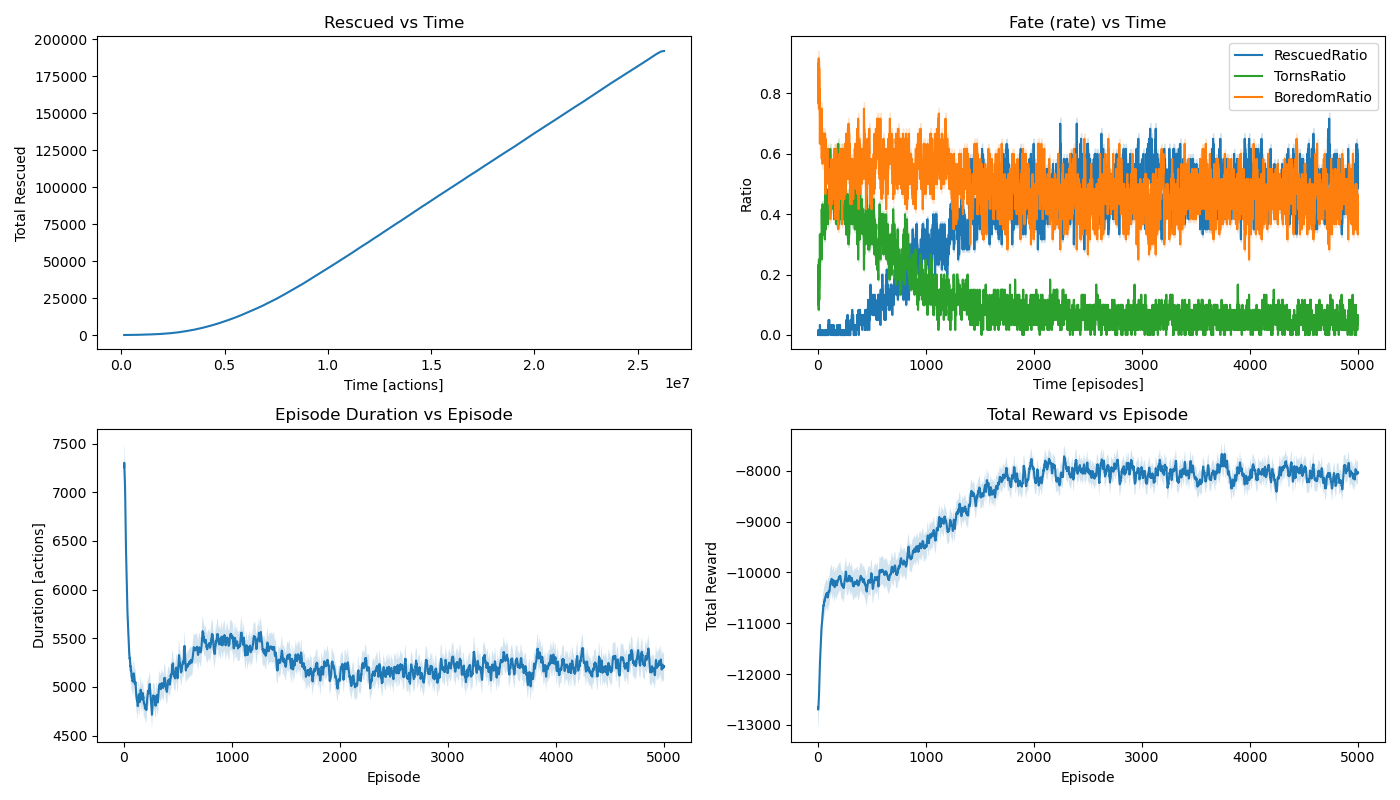 Rescued vs Time
200000
175000
150000
125000
100000
75000
50000
25000
0
Total Rescued
0.0 0.5 1.0 1.5 2.0 2.5
1e7
Time [actions]
Fate (rate) vs Time
RescuedRatio
TornsRatio
BoredomRatio
0.8
0.6
0.4
0.2
0.0
Ratio
0 1000 2000 3000 4000 5000
Time [episodes]
Episode Duration vs Episode
7500
7000
6500
6000
5500
5000
4500
Duration [actions]
0 1000 2000 3000 4000 5000
Episode
Total Reward vs Episode
−8000
−9000
−10000
−11000
−12000
−13000
Total Reward
0 1000 2000 3000 4000 5000
Episode